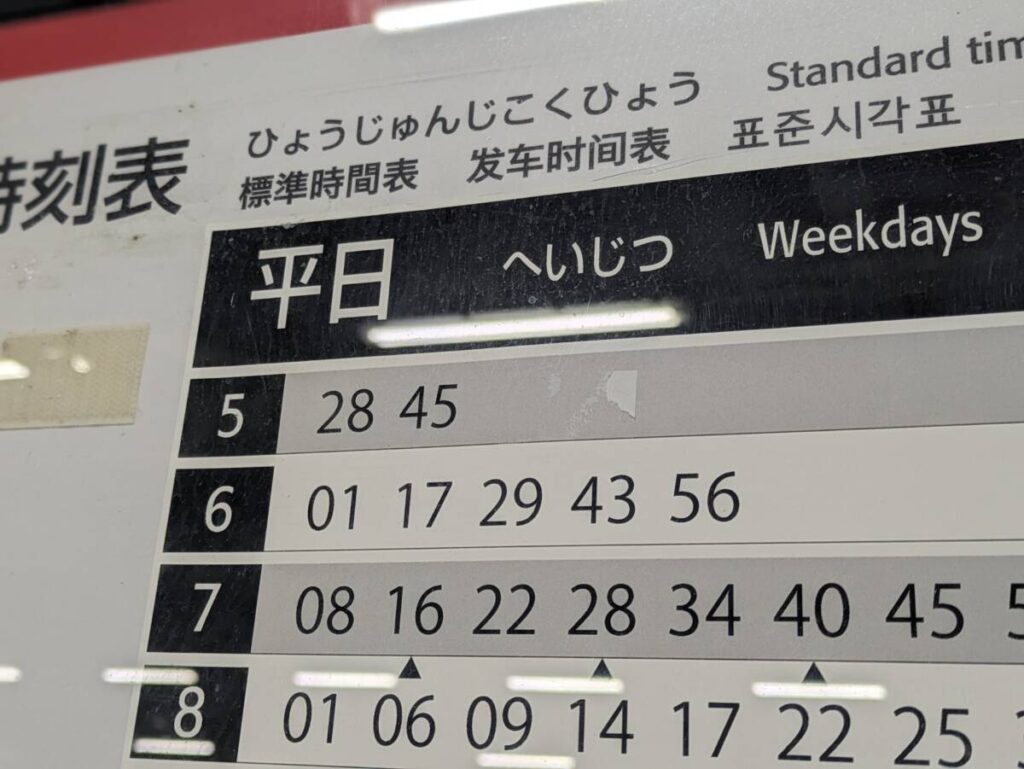 Standard
ひょうじゅんじこくひょう
標準時間表 发车时间表 표준시각표
時刻表
平日 へいじつ Weekdays
5 28 45
6 01 17 29 43 56
7 08 16 22 28 34 40 45
▲ ▲ ▲
8 01 06 09 14 17 22 25